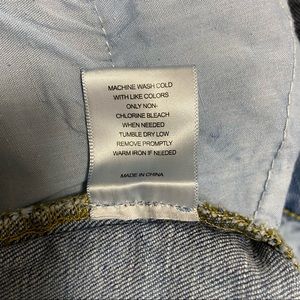 MACHINE WASH COLD
WITH LIKE COLORS
ONLY NON-
CHLORINE BLEACH
WHEN NEEDED
TUMBLE DRY LOW
REMOVE PROMPTLY
WARM IRON IF NEEDED
MADE IN CHINA